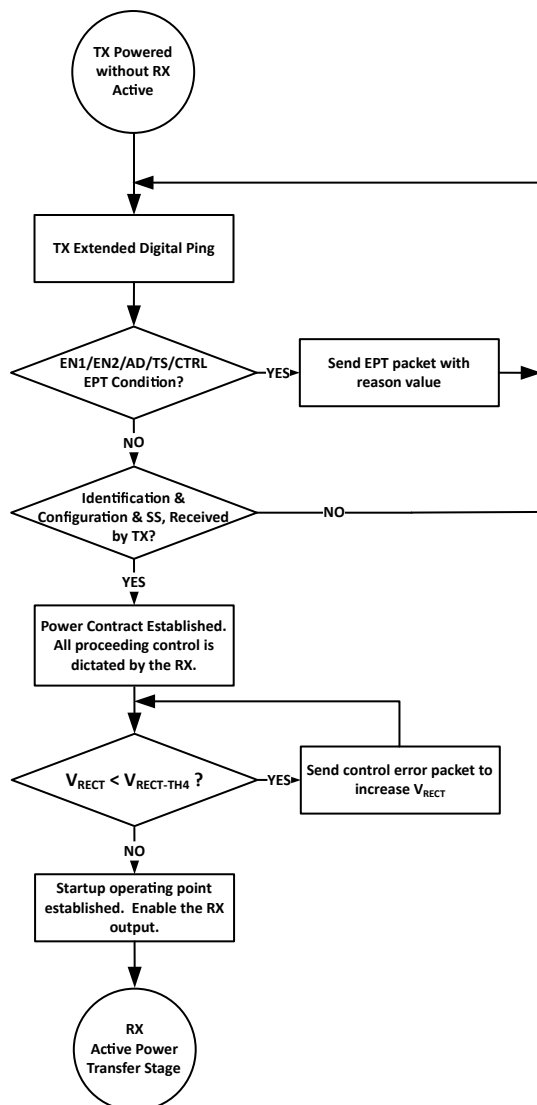 TX Powered
without RX
Active
TX Extended Digital Ping
EN1/EN2/AD/TS/CTRL
EPT Condition?
YES
Send EPT packet with
reason value
NO
Identification &
Configuration & SS, Received
by TX?
NO
YES
Power Contract Established.
All proceeding control is
dictated by the RX.
VRECT < VRECT-TH4 ?
YES
Send control error packet to
increase VRECT
NO
Startup operating point
established. Enable the RX
output.
RX
Active Power
Transfer Stage